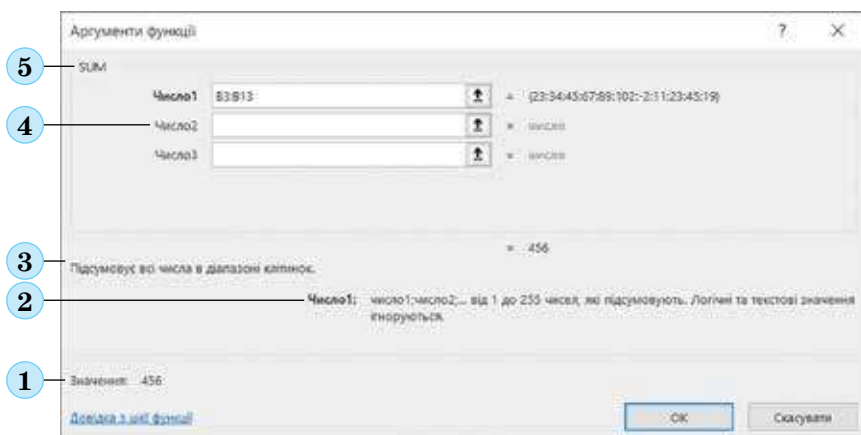 Аргументи функції ? ×
5 SUM
Число1 B3:B13 = {23:34:45:67:89:102:-2:11:23:45:19}
4 Число2 = число
Число3 = число
= 456
3 Підсумовує всі числа в діапазоні клітинок.
2 Число1: число1;число2;... від 1 до 255 чисел, які підсумовують. Логічні та текстові значення
ігноруються.
1 Значення: 456
Довідка з цієї функції OK Скасувати